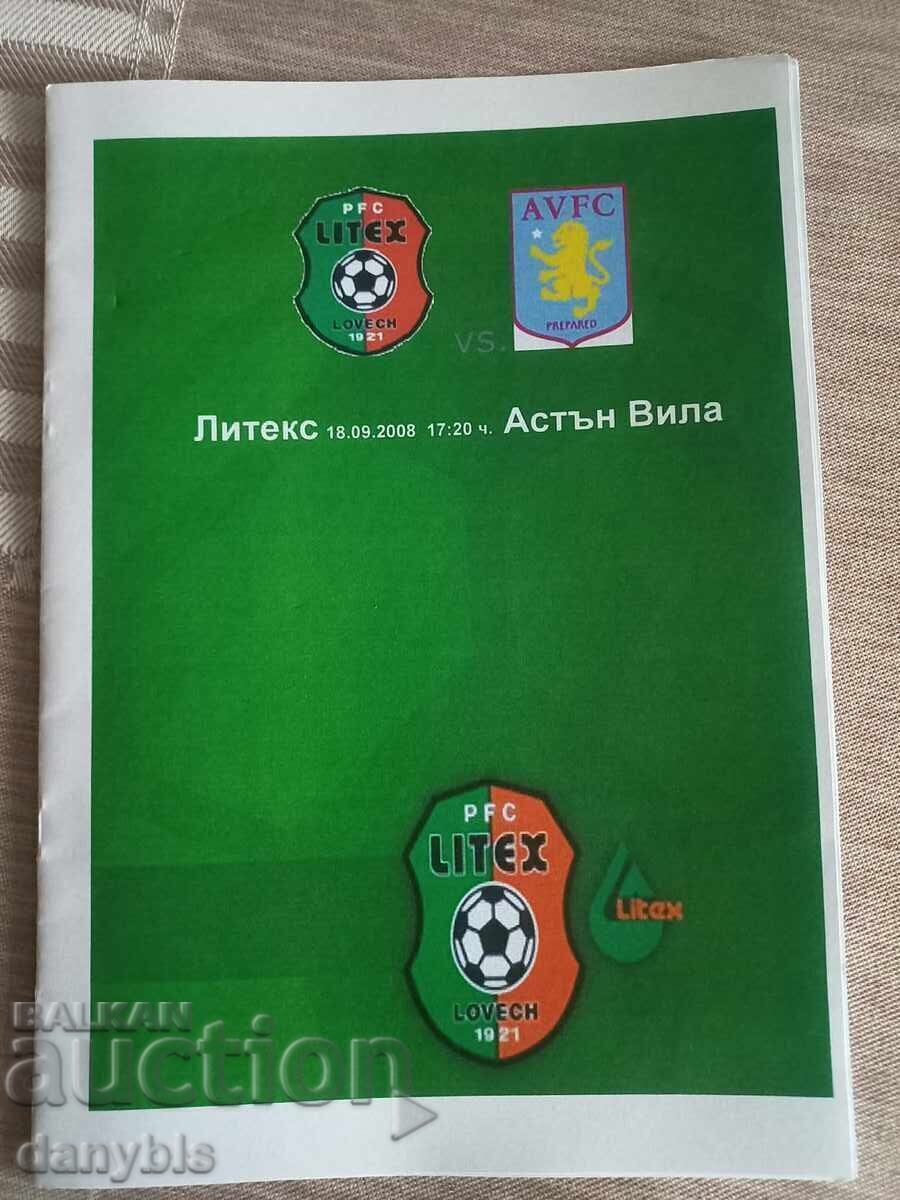 PFC
LITEX
LOVECH
1921
vs.
AVFC
PREPARED
Литекс 18.09.2008 17:20 ч. Астън Вила
PFC
LITEX
LOVECH
1921
Litex
BALKAN
auction
danybls